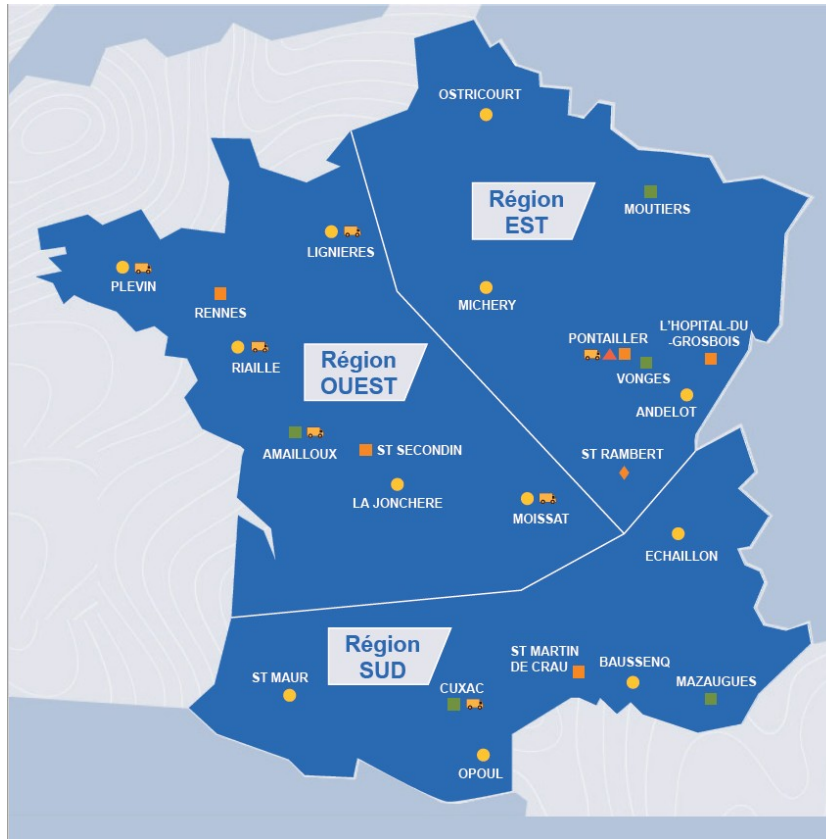 OSTRICOURT
Région
EST
MOUTIERS
LIGNIERES
PLEVIN
MICHERY
RENNES
L'HOPITAL-DU
-GROSBOIS
PONTAILLER
Région
OUEST
RIAILLE
VONGES
ANDELOT
AMAILLOUX
ST SECONDIN
ST RAMBERT
LA JONCHERE
MOISSAT
ECHAILLON
Région
SUD
ST MARTIN
DE CRAU
BAUSSENQ
ST MAUR
CUXAC
MAZAUGUES
OPOUL